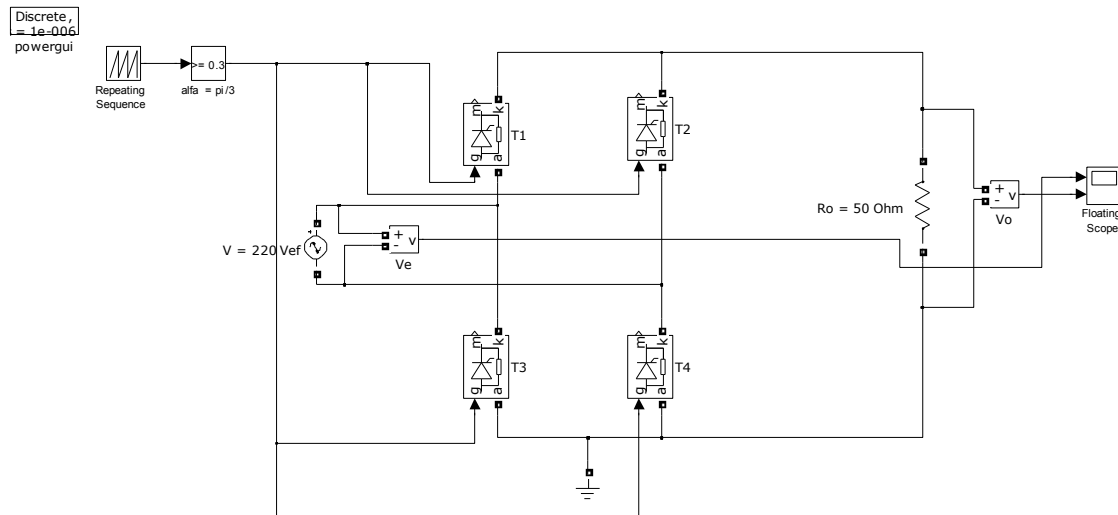 Discrete,
= 1e-006
powergui
>= 0.3
Repeating
Sequence
alfa = pi/3
m k
g a
T1
m k
g a
T2
V = 220 Vef
+
-
v
Ve
Ro = 50 Ohm
+
-
v
Vo
Floating
Scope
m k
g a
T3
m k
g a
T4